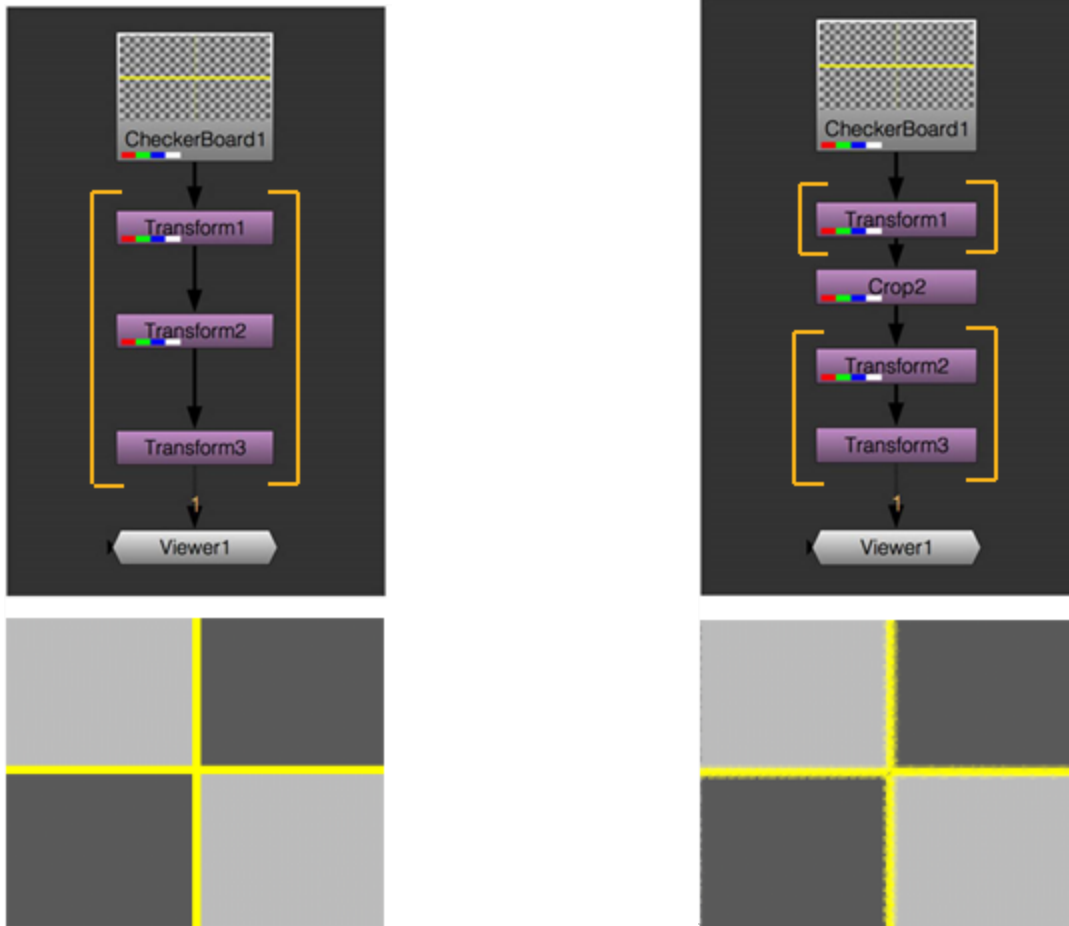 CheckerBoard1
Transform1
Transform2
Transform3
1
Viewer1
CheckerBoard1
Transform1
Crop2
Transform2
Transform3
1
Viewer1